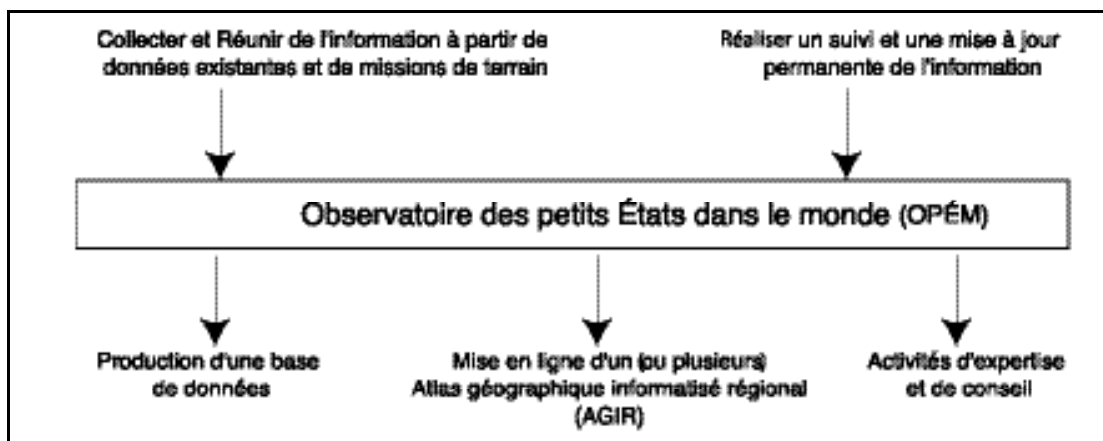 Collecter et Réunir de l'information à partir de
données existantes et de missions de terrain
Réaliser un suivi et une mise à jour
permanente de l'information
Observatoire des petits États dans le monde (OPÉM)
Production d'une base
de données
Mise en ligne d'un (ou plusieurs)
Atlas géographique informatisé régional
(AGIR)
Activités d'expertise
et de conseil